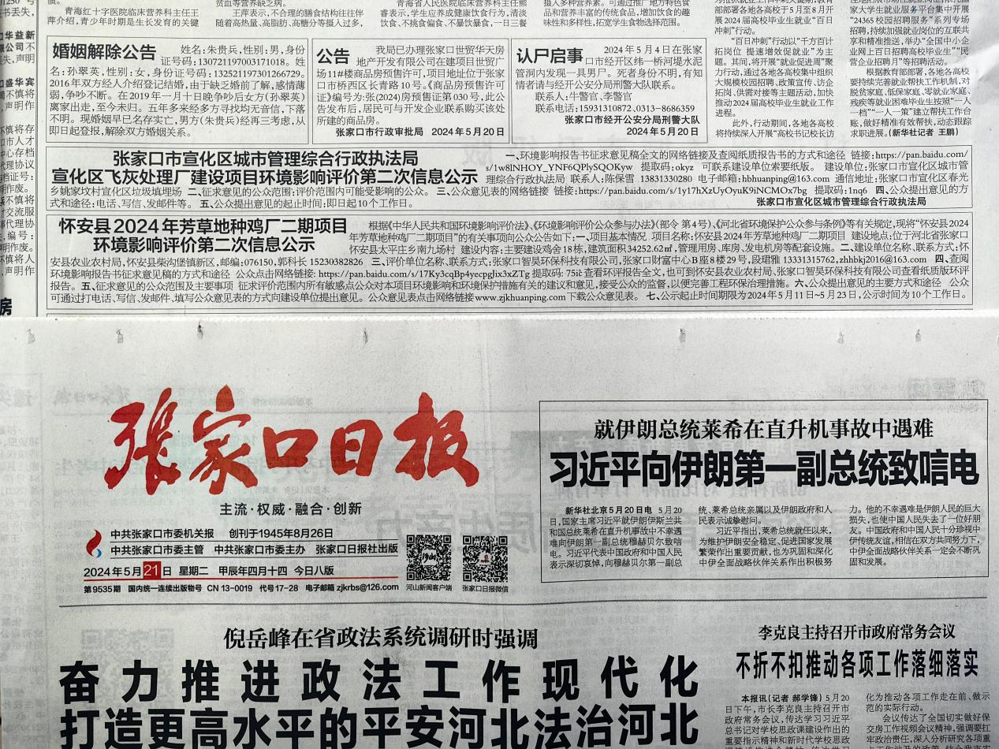 青海红十字医院临床营养科主任王
萍介绍,青少年时期是生长发育的关键
贫血等营养缺乏病。
王萍表示,不合理的膳食结构往往伴
随着高热量、高脂肪、高糖分等摄入过多,
青海省人民医院临床营养科主任熊
睿表示,学生应养成健康饮食行为,清淡
饮食、不挑食偏食、不暴饮暴食,一日三餐
摄入多种营养素。可通过推广地方特色食
品和营养丰富的传统食品,增加饮食的趣
味性和多样性,拓宽学生食物选择范围。
部部署各地各高校于5月至8月开
展2024届高校毕业生就业“百日
冲刺”行动。
“百日冲刺”行动以“千方百计
拓岗位 提速增效促就业”为主
题。其间,将开展“就业促进周”聚
力行动,通过各地各高校集中组织
大规模校园招聘、政策宣传、访企
拓岗、供需对接等主题活动,加快
推动2024届高校毕业生就业工作
进程。
此外,行动期间,各地各高校
将持续深入开展“高校书记校长访
国家大学生就业服务平台集中开展
“24365校园招聘服务”系列专场
招聘,持续加强就业岗位的互联共
享和精准推送,举办“全国中小企
业网上百日招聘高校毕业生”“民
营企业招聘月”等招聘活动。
根据教育部部署,各地各高校
要持续完善就业帮扶工作机制,对
脱贫家庭、低保家庭、零就业家庭、
残疾等就业困难毕业生按照“一人
一档”“一人一策”建立帮扶工作台
账,做好精准有效帮扶,动态跟踪
求职进展。(新华社记者 王鹏)
婚姻解除公告
姓名:朱贵兵,性别:男,身份
证号码:130721197003171018。姓
名:孙翠英,性别:女,身份证号码:132521197301266729。
2016年双方经人介绍登记结婚,由于缺乏婚前了解,感情薄
弱,争吵不断。在2019年一月十日晚争吵后女方(孙翠英)
离家出走,至今未归。五年多来经多方寻找均无音信,下落
不明。现婚姻早已名存实亡,男方(朱贵兵)经再三考虑,从
即日起登报,解除双方婚姻关系。
公告
我局已办理张家口世贸华天房
地产开发有限公司在建项目世贸广
场11#楼商品房预售许可,项目地址位于张家
口市桥西区长青路10号。《商品房预售许可
证》编号为:张(2024)房预售证第030号,此公
告发布后,居民可与开发企业联系购买该处
所建的商品房。
张家口市行政审批局 2024年5月20日
认尸启事
2024年5月4日在张家
口市经开区纬一桥河堤水泥
管洞内发现一具男尸。死者身份不明,有知
情者请与经开公安分局刑警大队联系。
联系人:牛警官、李警官
联系电话:15931310872、0313-8686359
张家口市经开公安分局刑警大队
2024年5月20日
张家口市宣化区城市管理综合行政执法局
宣化区飞灰处理厂建设项目环境影响评价第二次信息公示
一、环境影响报告书征求意见稿全文的网络链接及查阅纸质报告书的方式和途径 链接:https://pan.baidu.com/
s/1w8lNHOY_YNF6QPlySQOKyw 提取码:okyz 可联系建设单位索要纸版。 建设单位:张家口市宣化区城市管
理综合行政执法局 联系人:陈保雪 13831330280 电子邮箱:hbhuanping@163.com 通信地址:张家口市宣化区春光
乡姚家坟村宣化区垃圾填埋场 二、征求意见的公众范围:评价范围内可能受影响的公众。 三、公众意见表的网络链接 链接:https://pan.baidu.com/s/1y17hXzUyOyuK9iNCMOx7bg 提取码:1nq6 四、公众提出意见的方
式和途径:电话、写信、发邮件等。 五、公众提出意见的起止时间:即日起10个工作日。
张家口市宣化区城市管理综合行政执法局
怀安县2024年芳草地种鸡厂二期项目
环境影响评价第二次信息公示
根据《中华人民共和国环境影响评价法》、《环境影响评价公众参与办法》(部令 第4号)、《河北省环境保护公众参与条例》等有关规定,现将“怀安县2024
年芳草地种鸡厂二期项目”的有关事项向公众公告如下:一、项目基本情况 项目名称:怀安县2024年芳草地种鸡厂二期项目 建设地点:位于河北省张家口
怀安县太平庄乡南九场村 建设内容:主要建设鸡舍18栋,建筑面积34252.62㎡,管理用房、库房、发电机房等配套设施。 二、建设单位名称、联系方式:怀
安县农业农村局、怀安县柴沟堡镇新区,邮编:076150,郭科长 15230382826 三、评价单位名称、联系方式:张家口智昊环保科技有限公司,张家口财富中心B座8楼29号,段珺雅 13331315762,zhhbkj2016@163.com 四、查阅
环境影响报告书征求意见稿的方式和途径 公众点击网络链接:https://pan.baidu.com/s/17Ky3cqBp4yecpgJix3xZTg 提取码:75ic 查看环评报告全文,也可到怀安县农业农村局、张家口智昊环保科技有限公司查看纸质版环评
报告。五、征求意见的公众范围及主要事项 征求评价范围内所有敏感点公众对本项目环境影响和环境保护措施有关的建议和意见,接受公众的监督,以便完善工程环保治理措施。六、公众提出意见的主要方式和途径 公众
可通过打电话、写信、发邮件、填写公众意见表的方式向建设单位提出意见。公众意见表点击网络链接www.zjkhuanping.com下载公众意见表。 七、公示起止时间期限为2024年5月11日~5月23日,公示时间为10个工作日。
张家口日报
主流·权威·融合·创新
中共张家口市委机关报 创刊于1945年8月26日
中共张家口市委主管 中共张家口市委主办 张家口日报社出版
2024年5月21日 星期二 甲辰年四月十四 今日八版
第9535期 国内统一连续出版物号 CN 13-0019 代号17-28 电子邮箱 zjkrbs@126.com
河山新闻客户端
张家口日报微信
就伊朗总统莱希在直升机事故中遇难
习近平向伊朗第一副总统致唁电
新华社北京5月20日电 5月20
日,国家主席习近平就伊朗伊斯兰共
和国总统莱希在直升机事故中不幸遇
难向伊朗第一副总统穆赫贝尔致唁
电。习近平代表中国政府和中国人民
表示深切哀悼,向穆赫贝尔第一副总
统、莱希总统亲属以及伊朗政府和人
民表示诚挚慰问。
习近平指出,莱希总统就任以来,
为维护伊朗安全稳定、促进国家发展
繁荣作出重要贡献,也为巩固和深化
中伊全面战略伙伴关系作出积极努
力。他的不幸遇难是伊朗人民的巨大
损失,也使中国人民失去了一位好朋
友。中国政府和中国人民十分珍视中
伊传统友谊,相信在双方共同努力下,
中伊全面战略伙伴关系一定会不断巩
固和发展。
倪岳峰在省政法系统调研时强调
奋力推进政法工作现代化
打造更高水平的平安河北法治河北
李克良主持召开市政府常务会议
不折不扣推动各项工作落细落实
本报讯(记者 郝学锋) 5月20
日下午,市长李克良主持召开市
政府常务会议,传达学习习近平
总书记对学校思政课建设作出的
重要指示精神和新时代学校思政
化为推动各项工作走在前、做示
范的实际行动。
会议传达了全国切实做好保
交房工作视频会议精神,强调要扛
牢政治责任,深入分析研究各项重